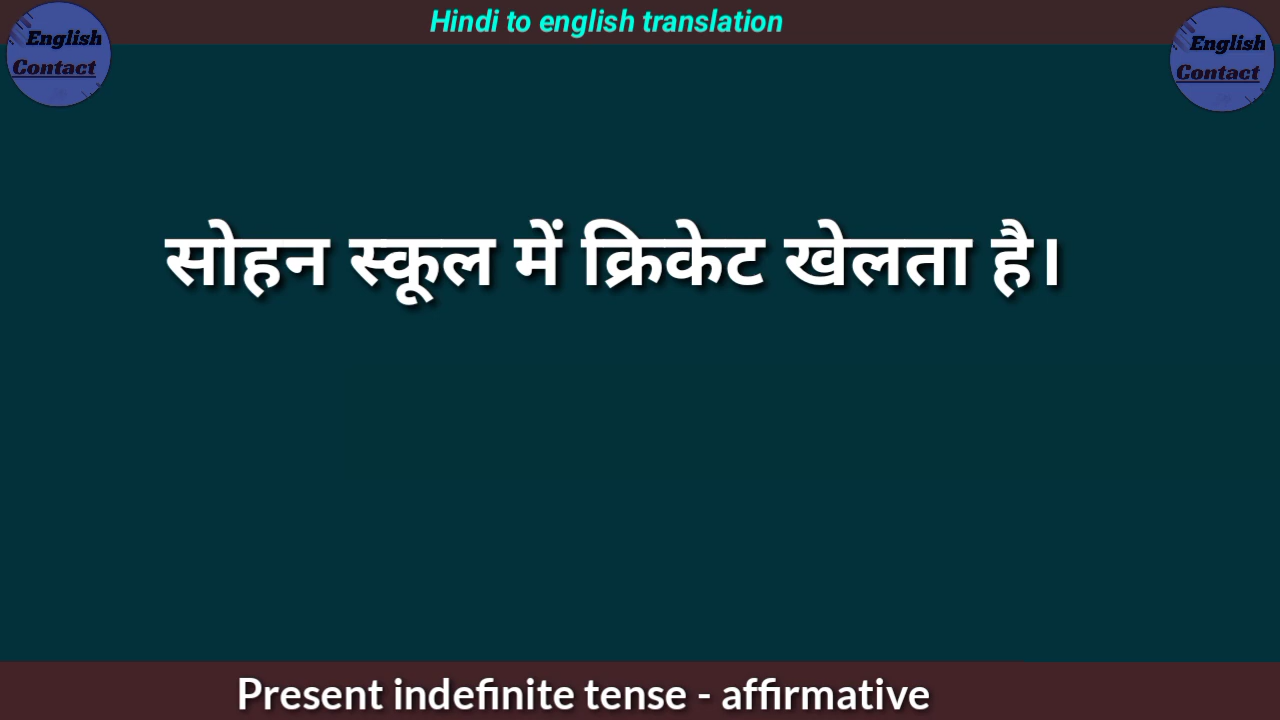 Hindi to english translation
English
Contact
English
Contact
सोहन स्कूल में क्रिकेट खेलता है।
Present indefinite tense - affirmative